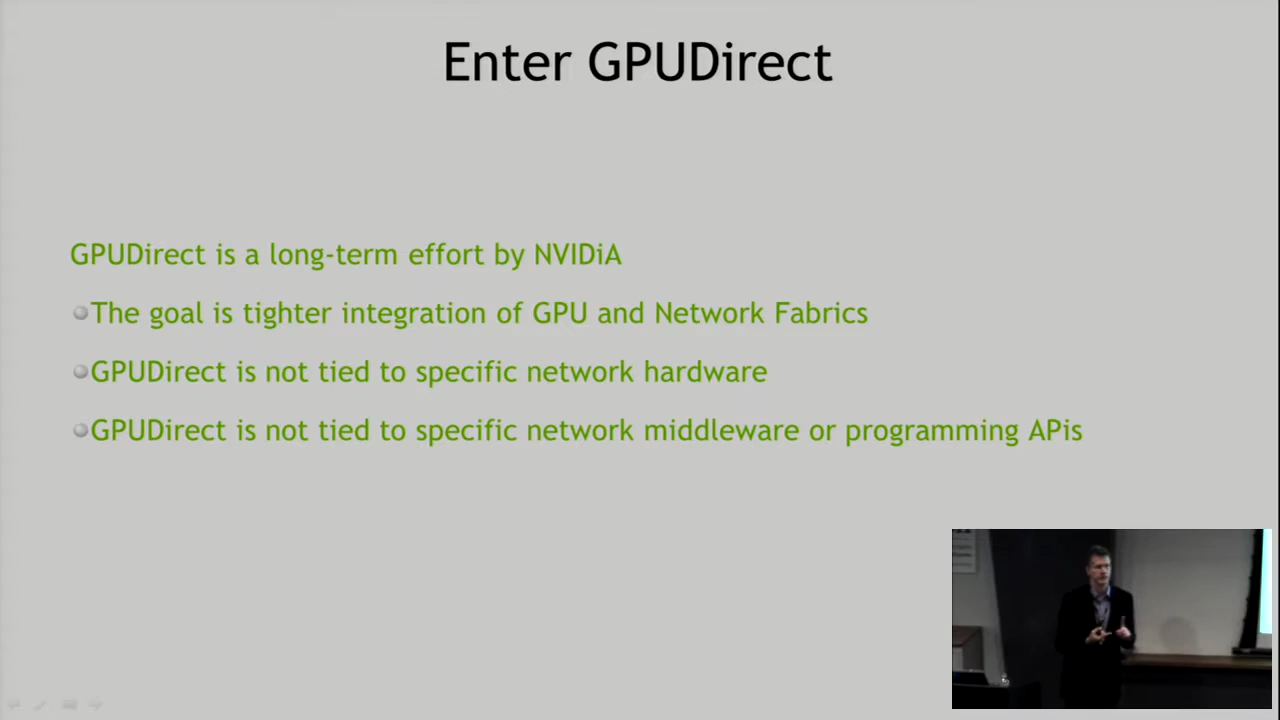 Enter GPUDirect
GPUDirect is a long-term effort by NVIDiA
The goal is tighter integration of GPU and Network Fabrics
GPUDirect is not tied to specific network hardware
GPUDirect is not tied to specific network middleware or programming APis